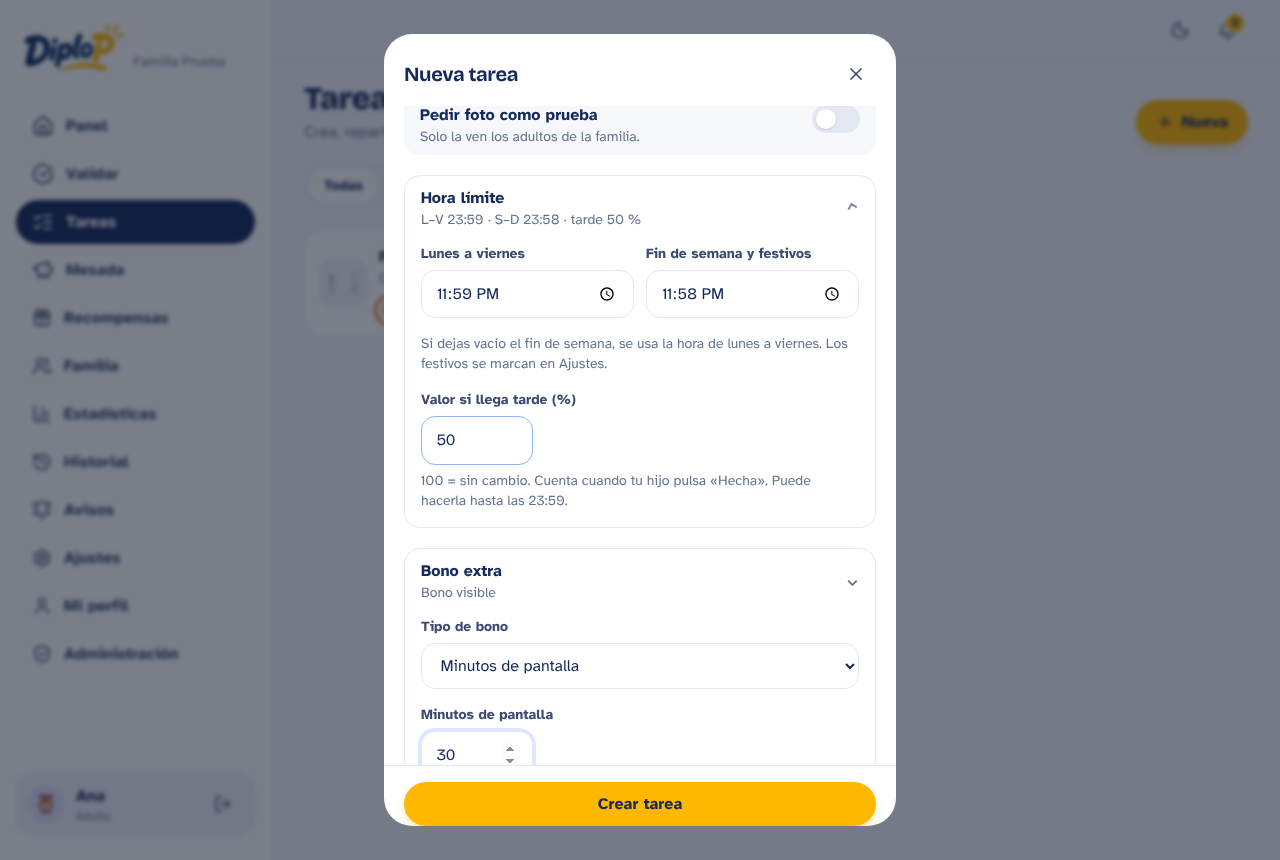 DiploP
Familia Prueba
Panel
Validar
Tareas
Mesada
Recompensas
Familia
Estadísticas
Historial
Avisos
Ajustes
Mi perfil
Administración
Ana
Adulto
Nueva
Todas
Nueva tarea
Pedir foto como prueba
Solo la ven los adultos de la familia.
Hora límite
L–V 23:59 · S–D 23:58 · tarde 50 %
Lunes a viernes
Fin de semana y festivos
11:59 PM
11:58 PM
Si dejas vacío el fin de semana, se usa la hora de lunes a viernes. Los
festivos se marcan en Ajustes.
Valor si llega tarde (%)
50
100 = sin cambio. Cuenta cuando tu hijo pulsa «Hecha». Puede
hacerla hasta las 23:59.
Bono extra
Bono visible
Tipo de bono
Minutos de pantalla
Minutos de pantalla
30
Crear tarea